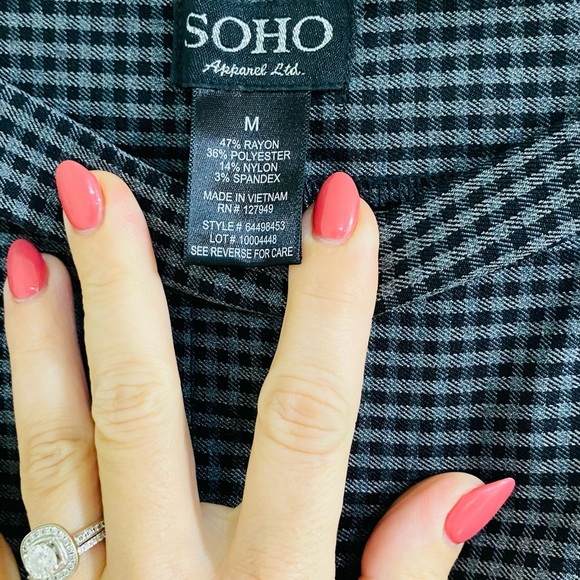 SOHO
Apparel Ltd.
M
47% RAYON
36% POLYESTER
14% NYLON
3% SPANDEX
MADE IN VIETNAM
RN# 127949
STYLE# 64498453
LOT# 10004448
SEE REVERSE FOR CARE